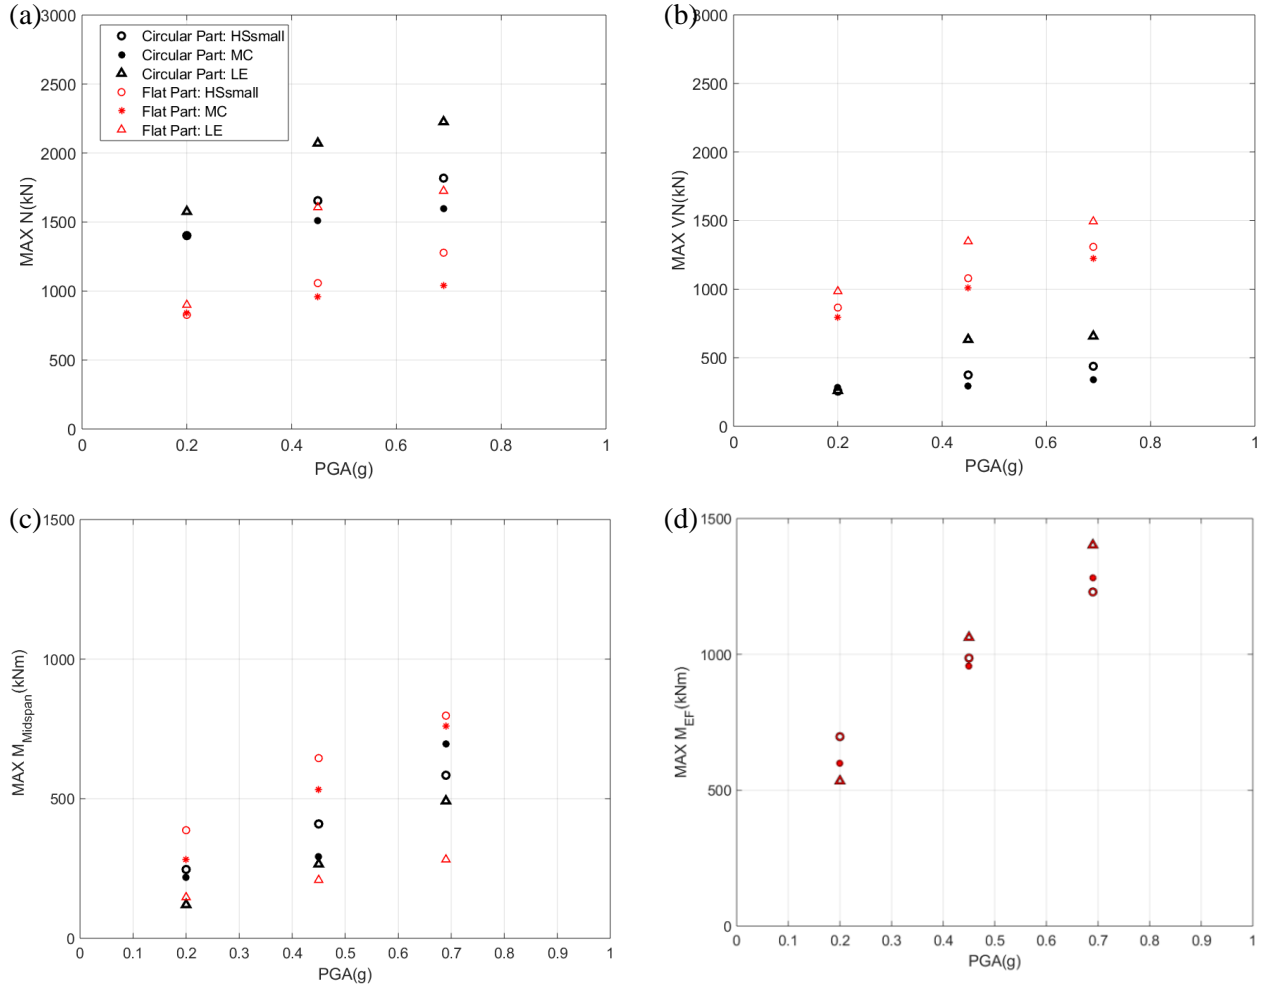 (a)
3000
2500
2000
1500
1000
500
0
MAX N(kN)
Circular Part: HSsmall
Circular Part: MC
Circular Part: LE
Flat Part: HSsmall
Flat Part: MC
Flat Part: LE
0 0.2 0.4 0.6 0.8 1
PGA(g)
(b)
3000
2500
2000
1500
1000
500
0
MAX VN(kN)
0 0.2 0.4 0.6 0.8 1
PGA(g)
(c)
1500
1000
500
0
MAX M_Midspan(kNm)
0 0.1 0.2 0.3 0.4 0.5 0.6 0.7 0.8 0.9 1
PGA(g)
(d)
1500
1000
500
0
MAX M_EF(kNm)
0 0.1 0.2 0.3 0.4 0.5 0.6 0.7 0.8 0.9 1
PGA(g)